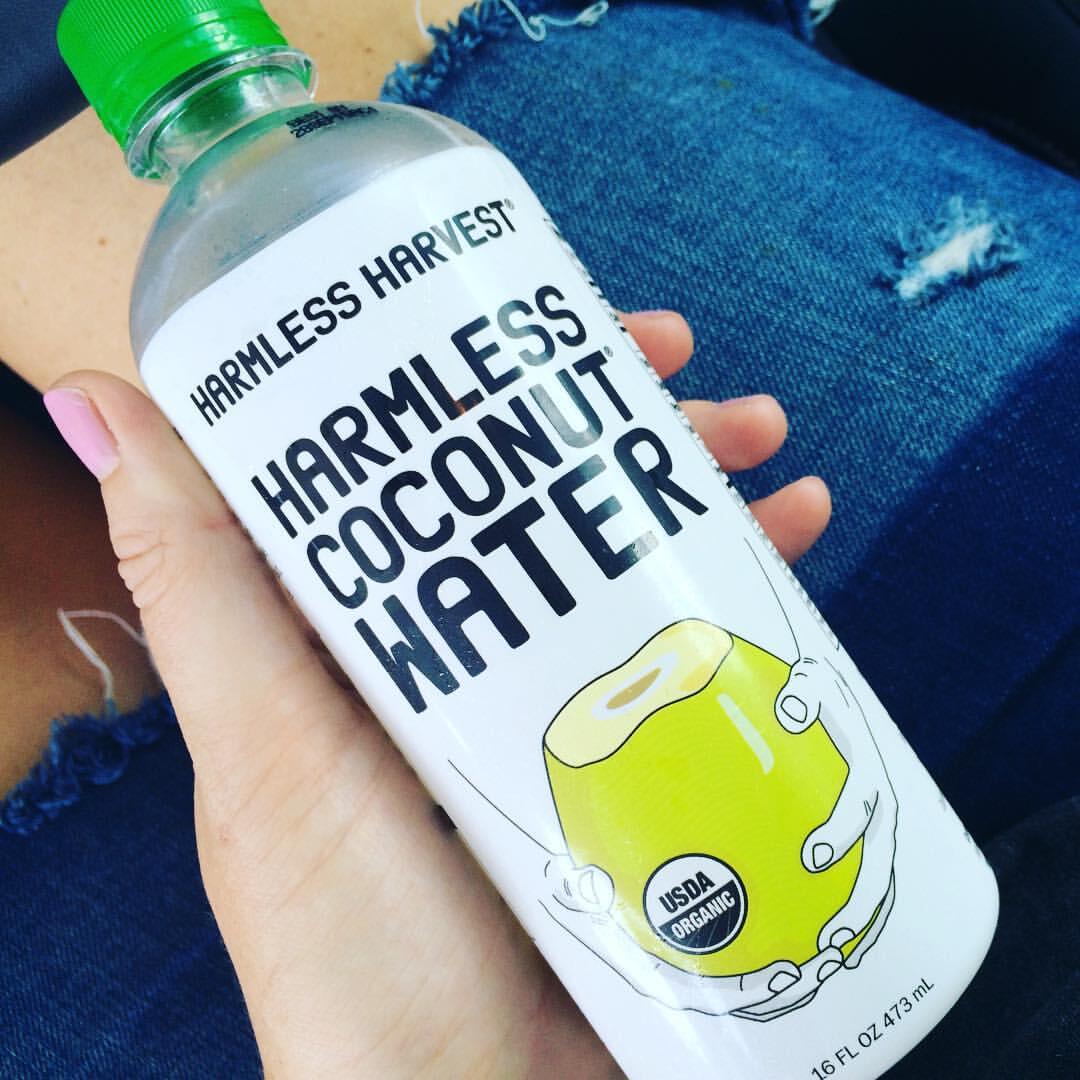 HARMLESS HARVEST®
HARMLESS
COCONUT®
WATER
USDA
ORGANIC
16 FL OZ 473 mL